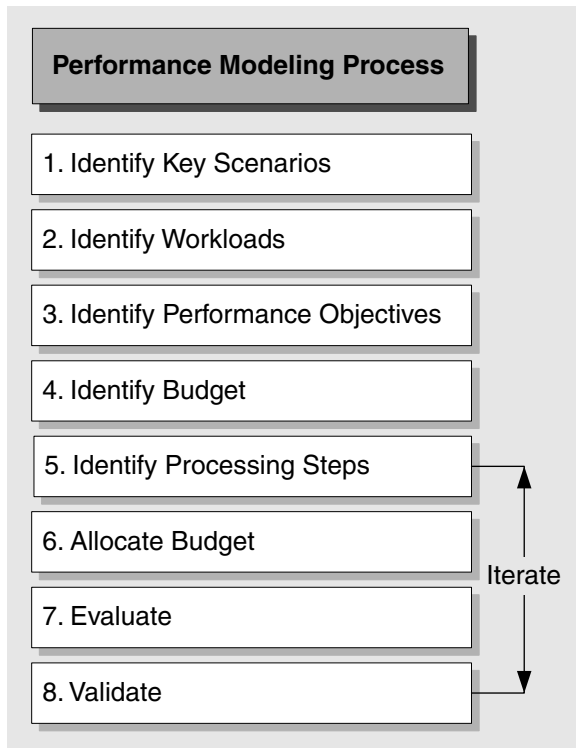 Performance Modeling Process
1. Identify Key Scenarios
2. Identify Workloads
3. Identify Performance Objectives
4. Identify Budget
5. Identify Processing Steps
6. Allocate Budget
Iterate
7. Evaluate
8. Validate